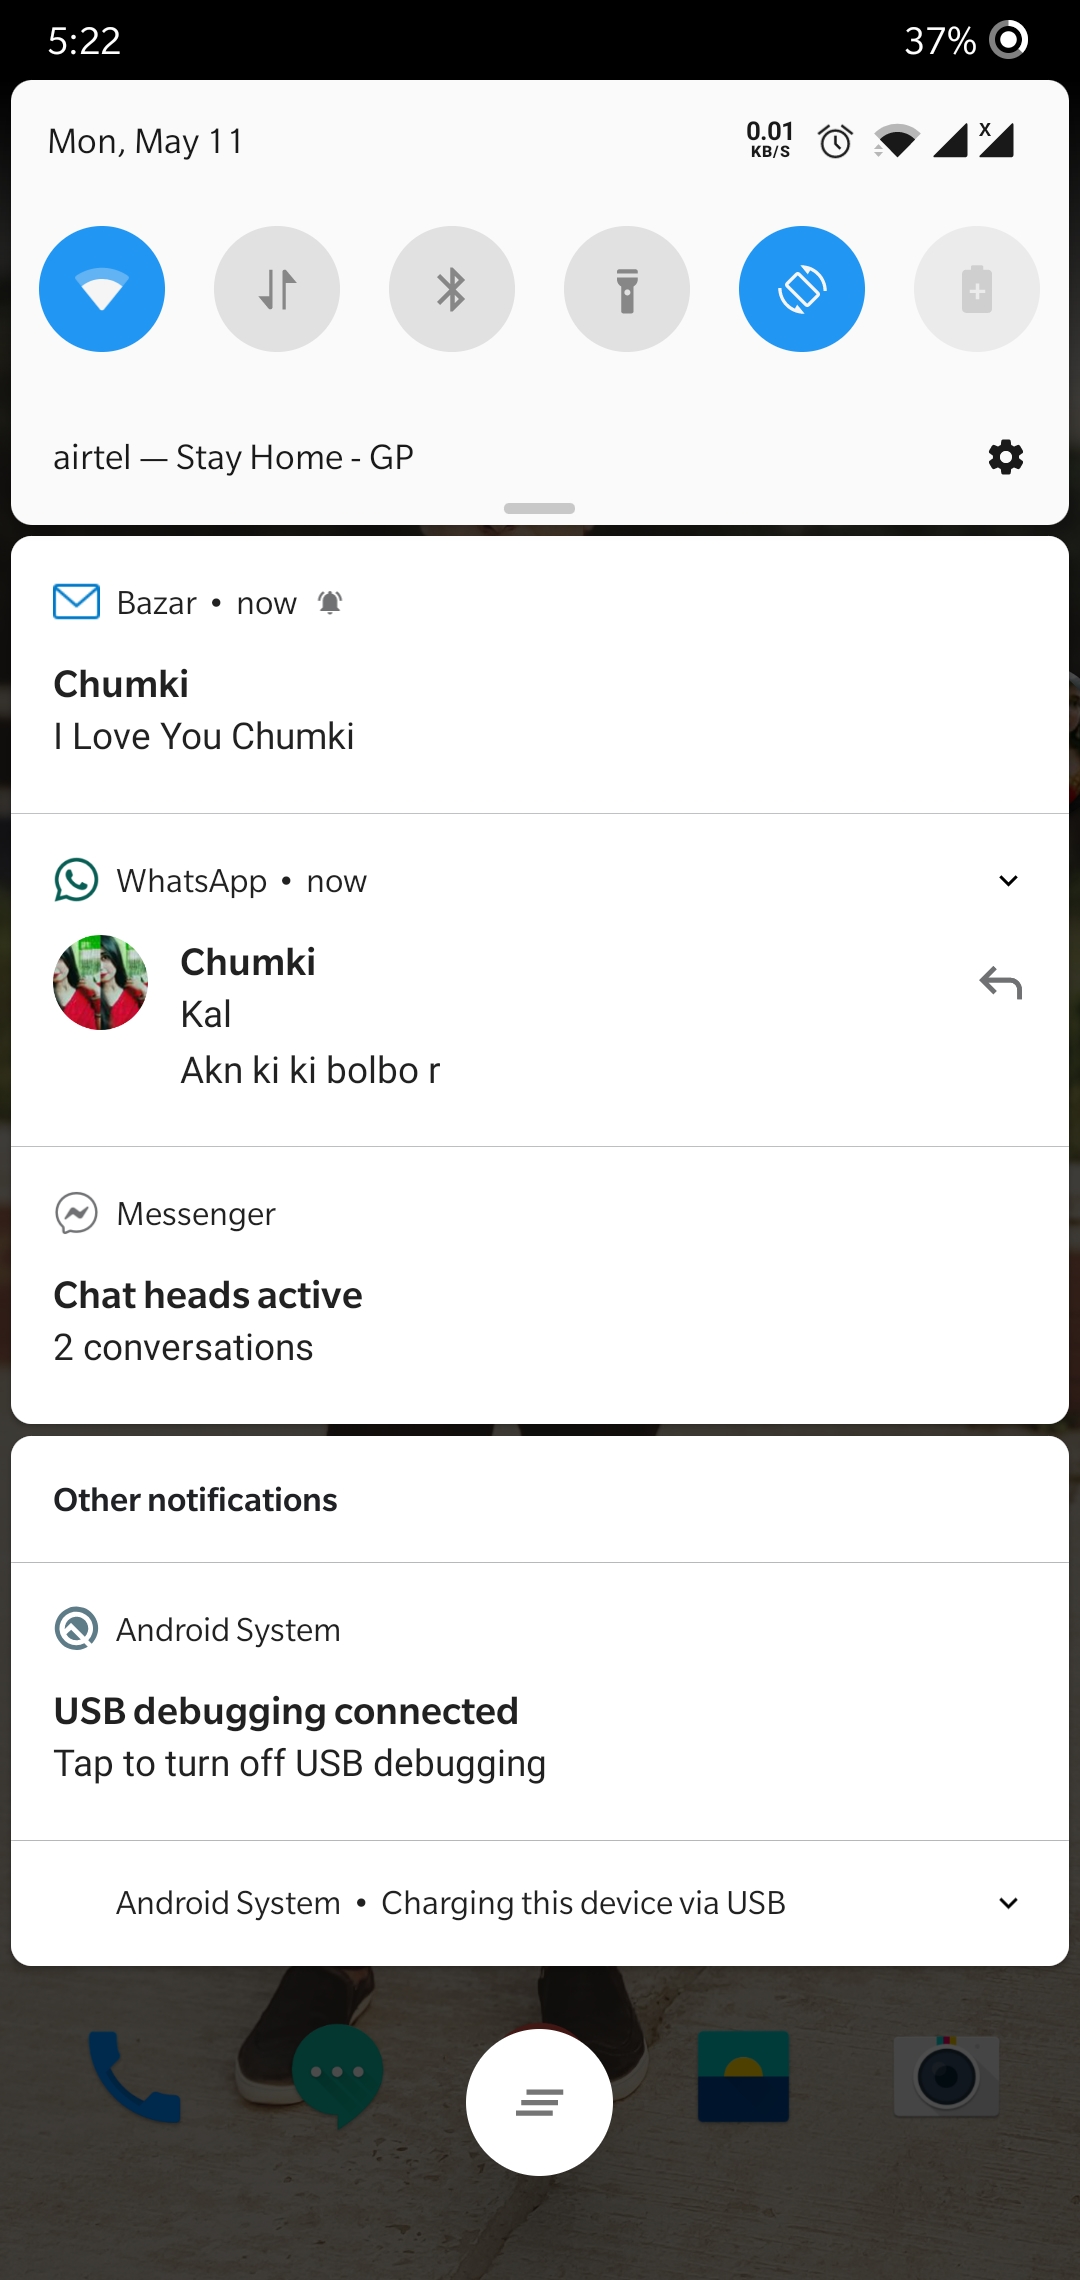 5:22 37%
Mon, May 11 0.01 KB/S X
airtel — Stay Home - GP
Bazar • now
Chumki
I Love You Chumki
WhatsApp • now
Chumki
Kal
Akn ki ki bolbo r
Messenger
Chat heads active
2 conversations
Other notifications
Android System
USB debugging connected
Tap to turn off USB debugging
Android System • Charging this device via USB